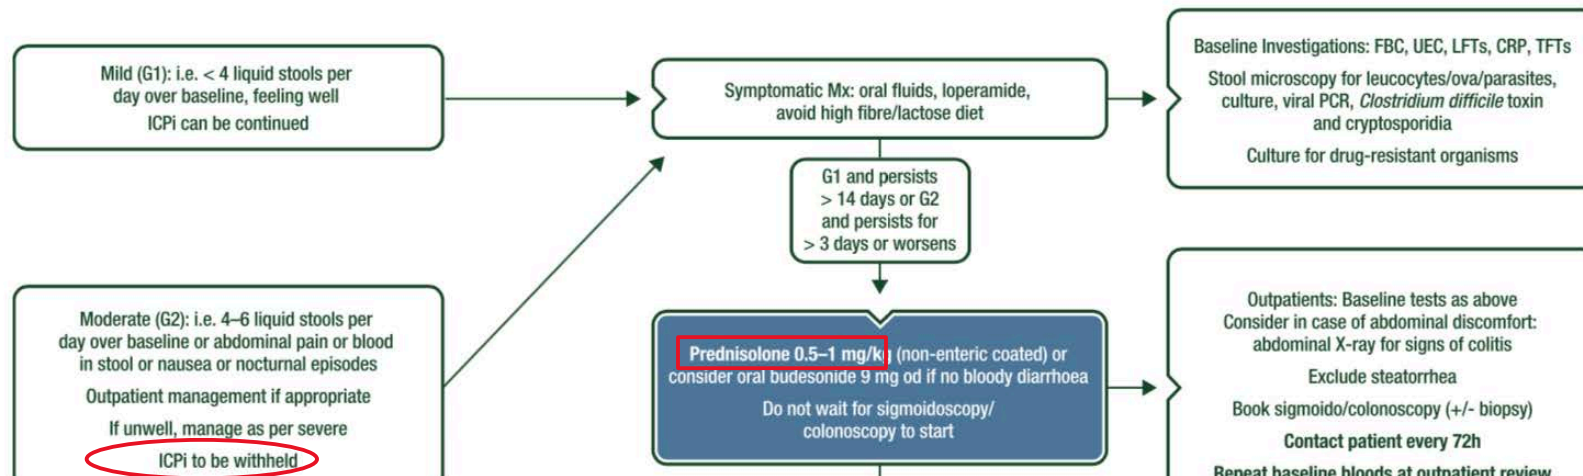 Mild (G1): i.e. < 4 liquid stools per
day over baseline, feeling well
ICPi can be continued
Symptomatic Mx: oral fluids, loperamide,
avoid high fibre/lactose diet
Baseline Investigations: FBC, UEC, LFTs, CRP, TFTs
Stool microscopy for leucocytes/ova/parasites,
culture, viral PCR, Clostridium difficile toxin
and cryptosporidia
Culture for drug-resistant organisms
G1 and persists
> 14 days or G2
and persists for
> 3 days or worsens
Moderate (G2): i.e. 4–6 liquid stools per
day over baseline or abdominal pain or blood
in stool or nausea or nocturnal episodes
Outpatient management if appropriate
If unwell, manage as per severe
ICPi to be withheld
Prednisolone 0.5–1 mg/kg (non-enteric coated) or
consider oral budesonide 9 mg od if no bloody diarrhoea
Do not wait for sigmoidoscopy/
colonoscopy to start
Outpatients: Baseline tests as above
Consider in case of abdominal discomfort:
abdominal X-ray for signs of colitis
Exclude steatorrhea
Book sigmoido/colonoscopy (+/- biopsy)
Contact patient every 72h
Repeat baseline bloods at outpatient review